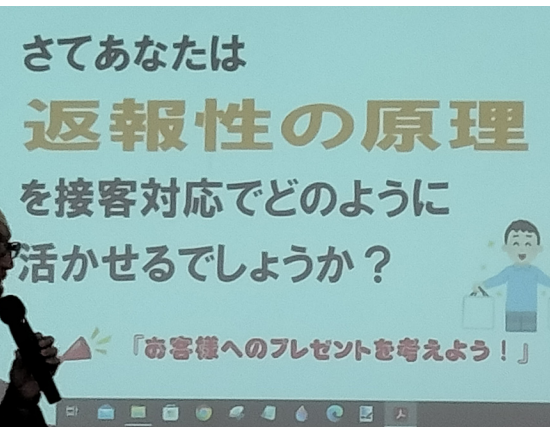 さてあなたは
返報性の原理
を接客対応でどのように
活かせるでしょうか？
『お客様へのプレゼントを考えよう！』